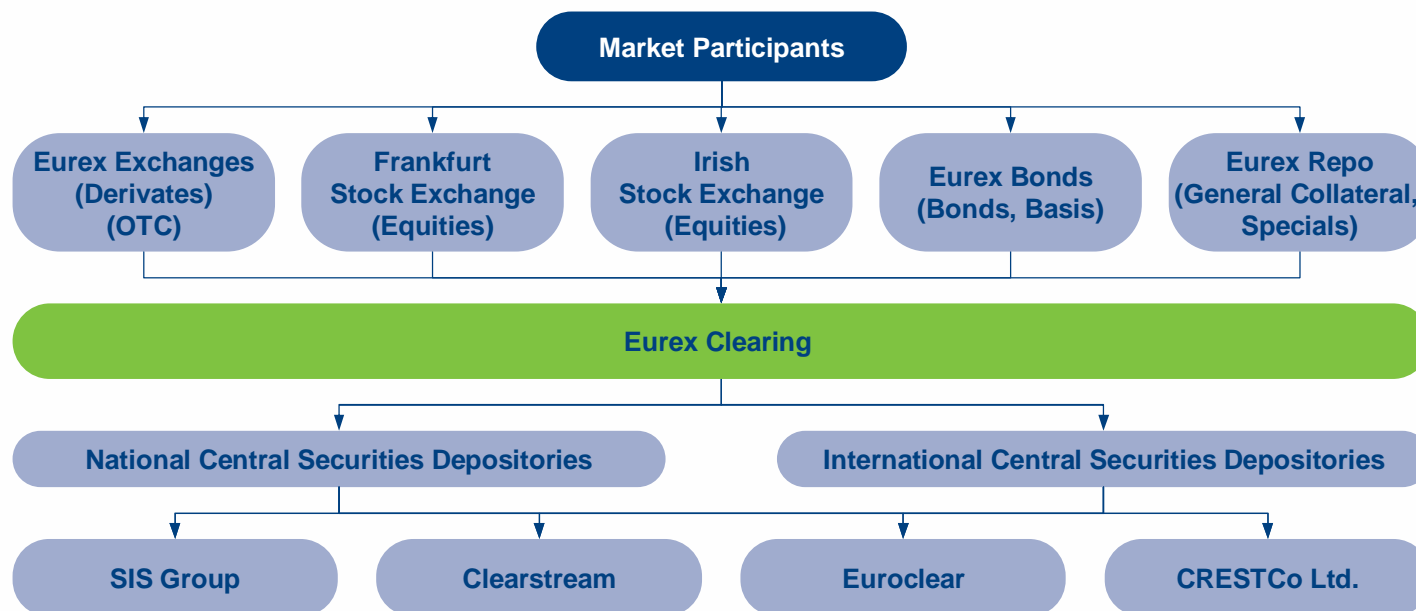 Market Participants
Eurex Exchanges
(Derivates)
(OTC)
Frankfurt
Stock Exchange
(Equities)
Irish
Stock Exchange
(Equities)
Eurex Bonds
(Bonds, Basis)
Eurex Repo
(General Collateral,
Specials)
Eurex Clearing
National Central Securities Depositories
International Central Securities Depositories
SIS Group
Clearstream
Euroclear
CRESTCo Ltd.